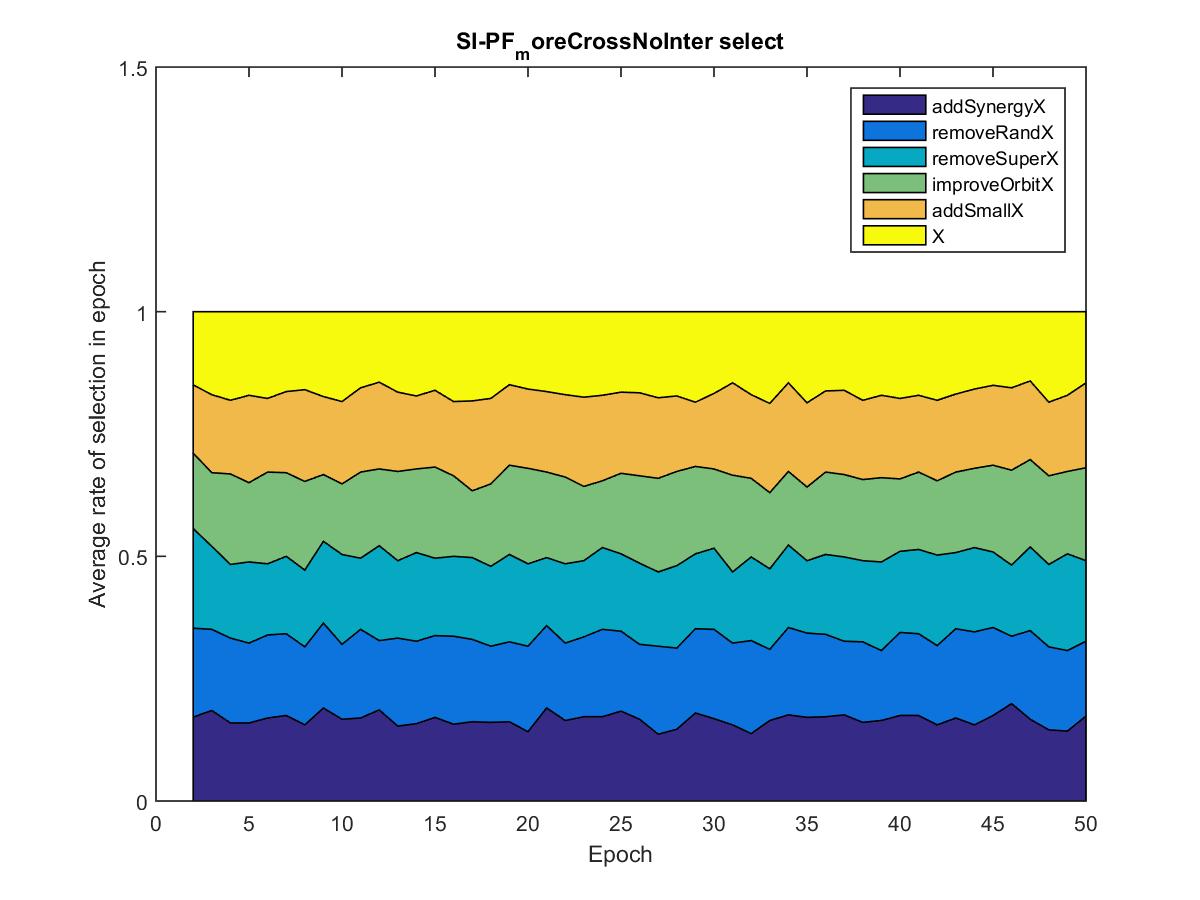 SI-PFmoreCrossNoInter select
1.5
addSynergyX
removeRandX
removeSuperX
improveOrbitX
addSmallX
X
1
0.5
0
Average rate of selection in epoch
0 5 10 15 20 25 30 35 40 45 50
Epoch